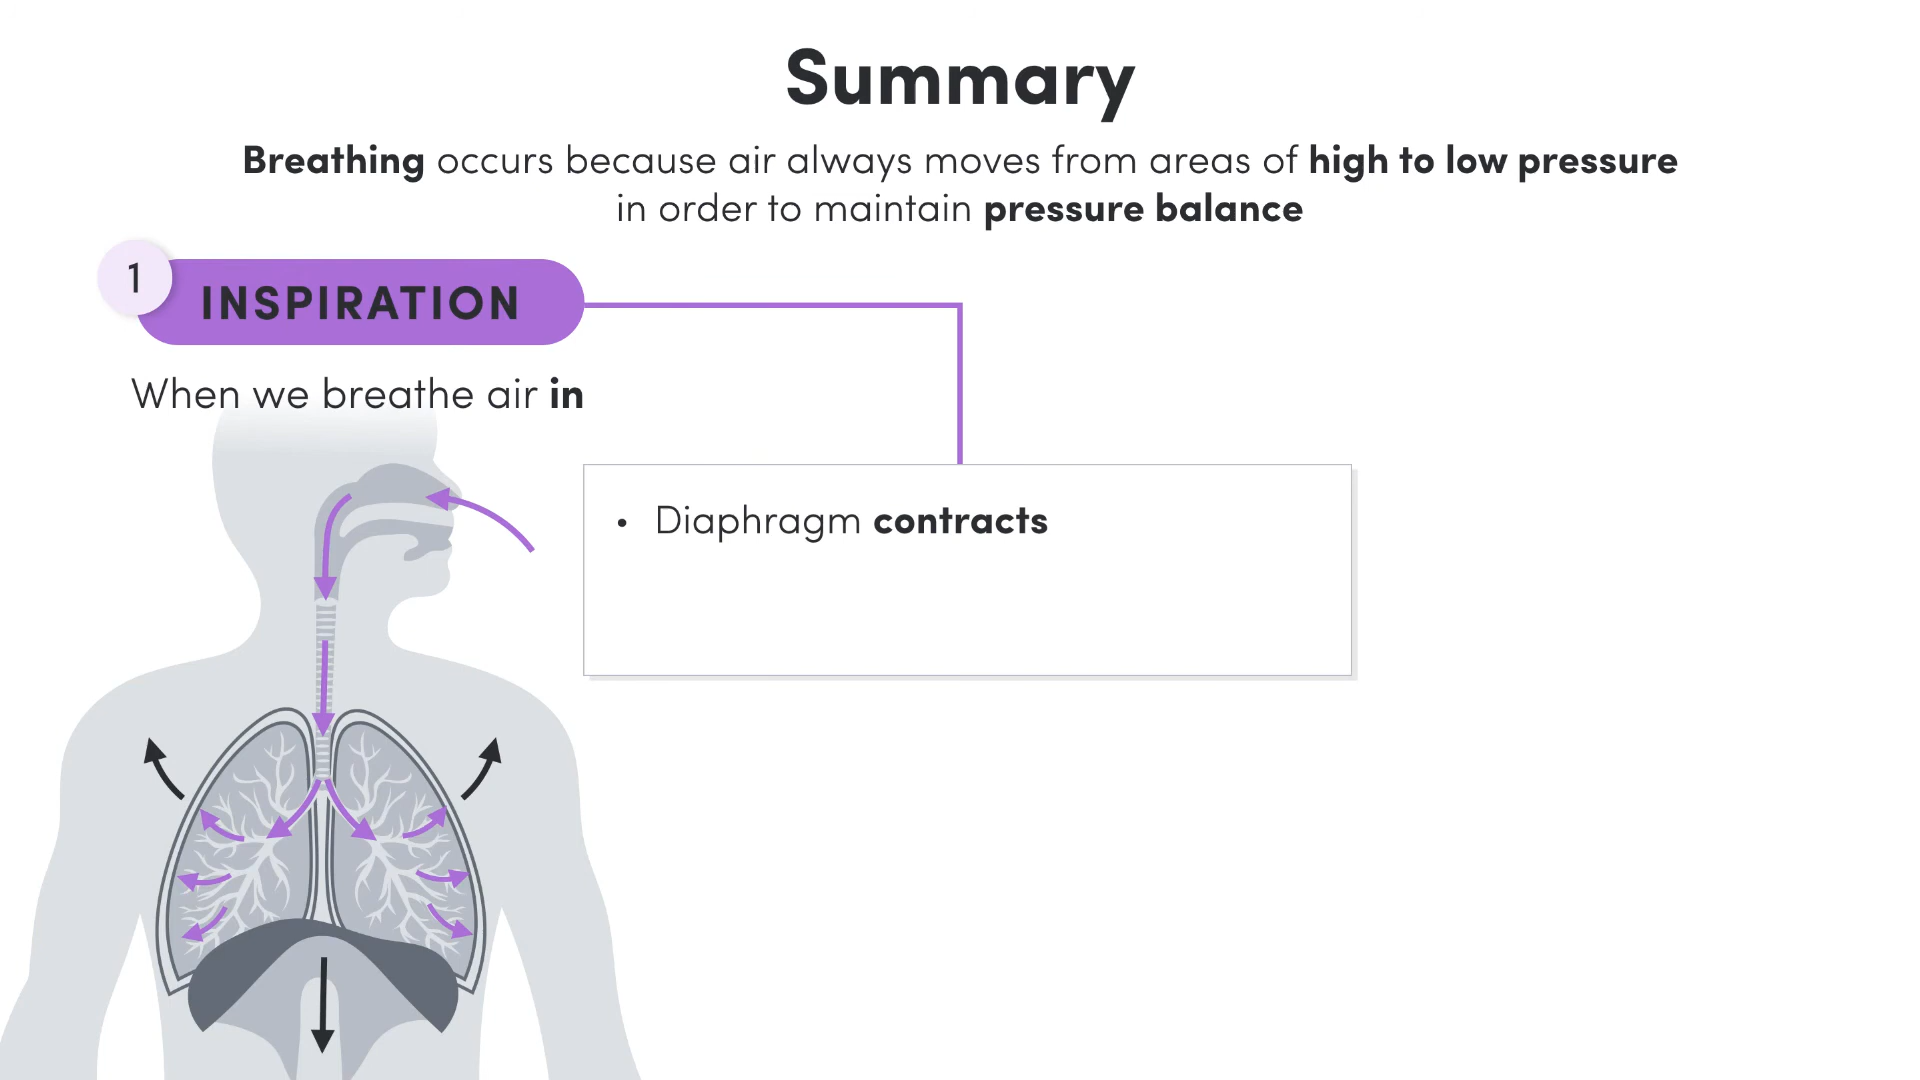 Summary
Breathing occurs because air always moves from areas of high to low pressure
in order to maintain pressure balance
1
INSPIRATION
When we breathe air in
• Diaphragm contracts